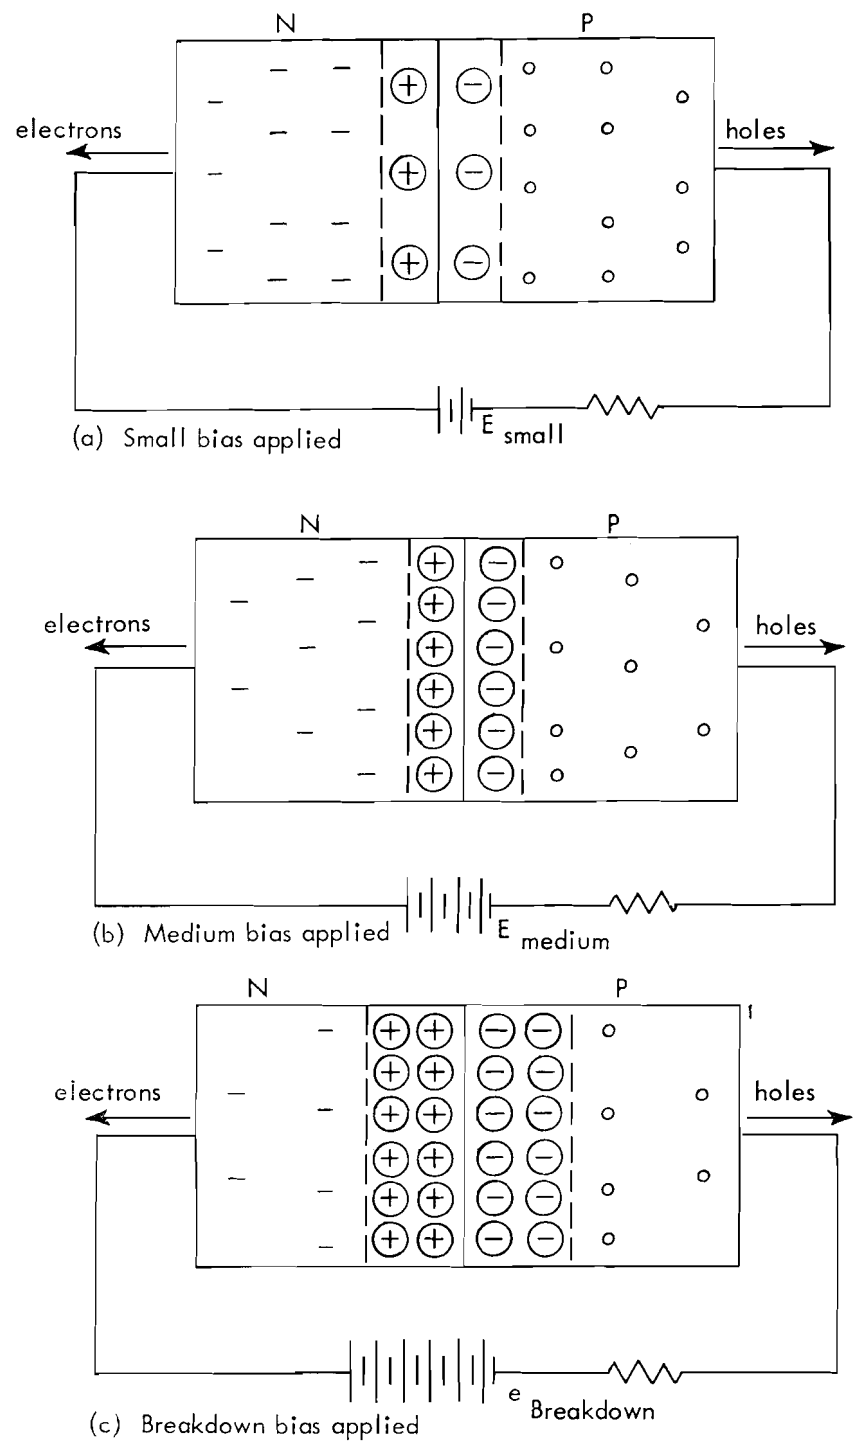 N P
electrons holes
E small
(a) Small bias applied
N P
electrons holes
E medium
(b) Medium bias applied
N P
electrons holes
e Breakdown
(c) Breakdown bias applied